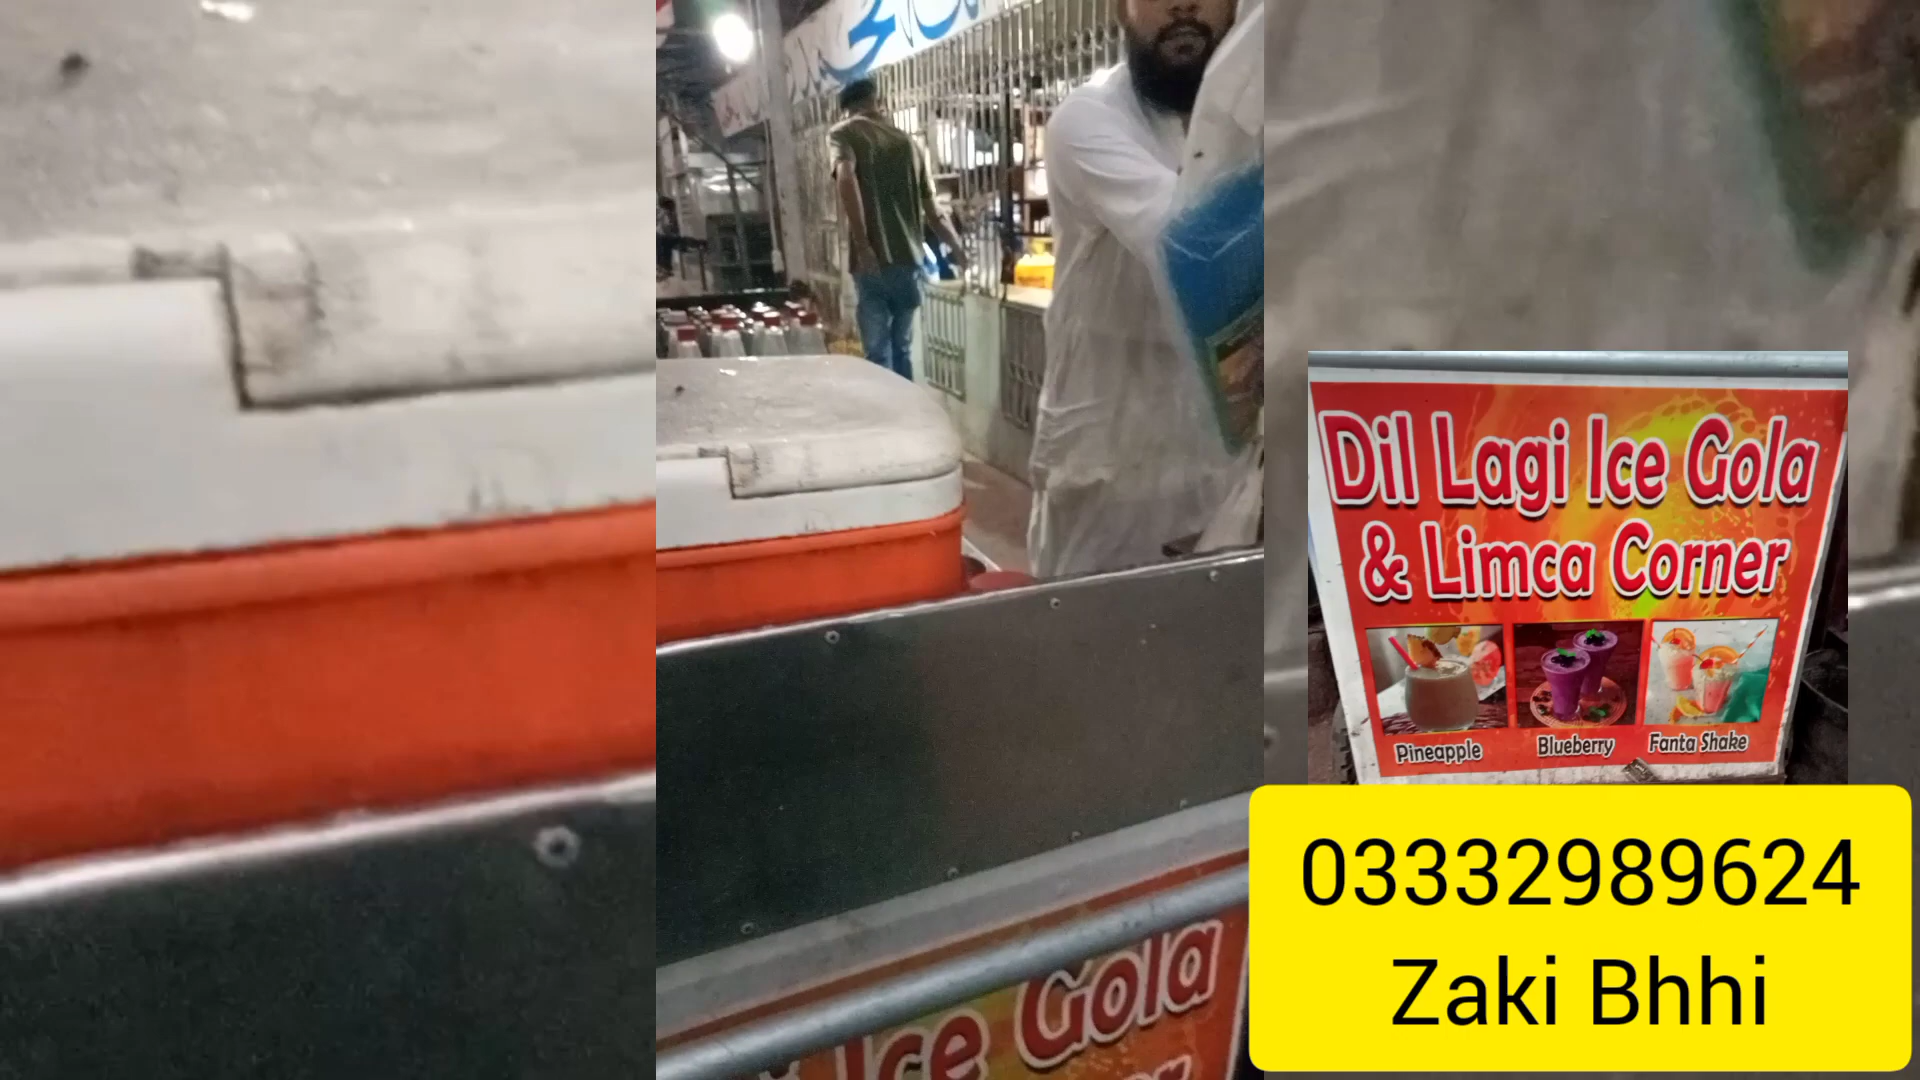 Dil Lagi Ice Gola
& Limca Corner
Pineapple
Blueberry
Fanta Shake
03332989624
Zaki Bhhi
Ice Gola